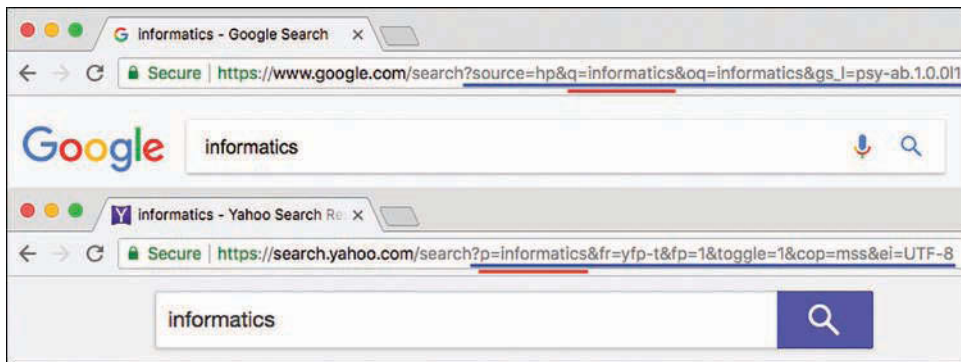 informatics - Google Search
Secure | https://www.google.com/search?source=hp&q=informatics&oq=informatics&gs_l=psy-ab.1.0.0l1
Google informatics
informatics - Yahoo Search Re
Secure | https://search.yahoo.com/search?p=informatics&fr=yfp-t&fp=1&toggle=1&cop=mss&ei=UTF-8
informatics